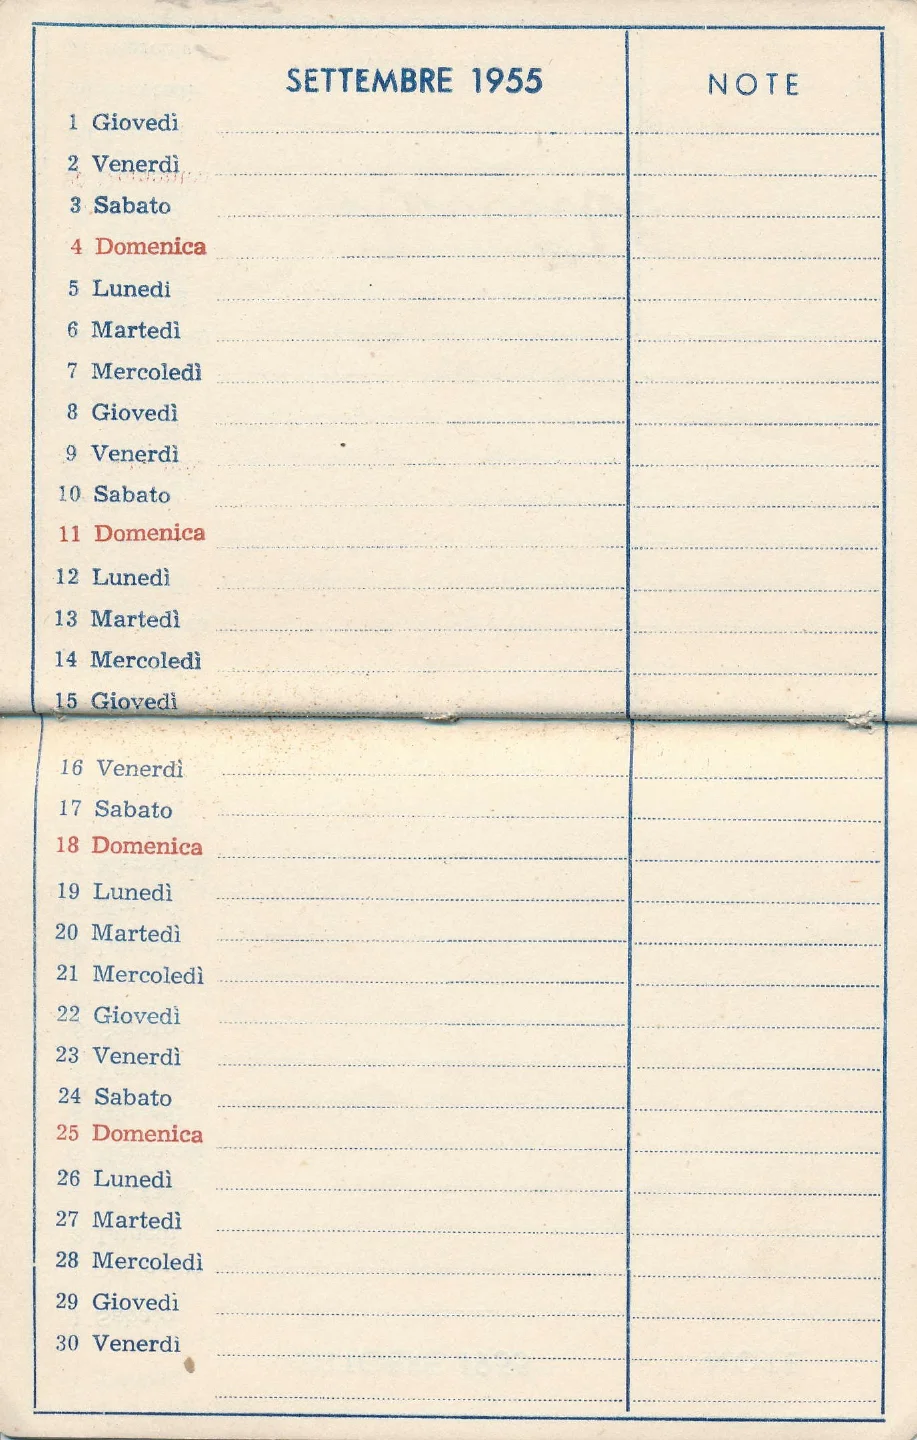 SETTEMBRE 1955 NOTE
1 Giovedì
2 Venerdì
3 Sabato
4 Domenica
5 Lunedi
6 Martedì
7 Mercoledì
8 Giovedì
9 Venerdì
10 Sabato
11 Domenica
12 Lunedì
13 Martedì
14 Mercoledì
15 Giovedì
16 Venerdì
17 Sabato
18 Domenica
19 Lunedì
20 Martedì
21 Mercoledì
22 Giovedì
23 Venerdì
24 Sabato
25 Domenica
26 Lunedì
27 Martedì
28 Mercoledì
29 Giovedì
30 Venerdì